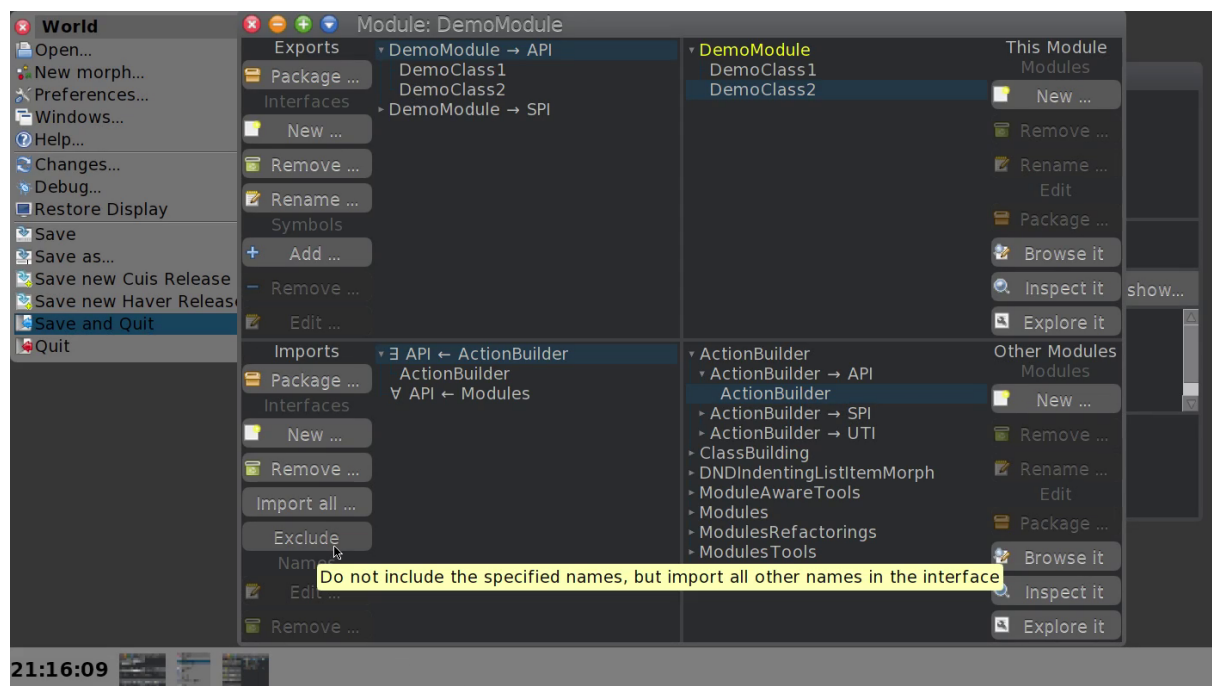 World
Open...
New morph...
Preferences...
Windows...
Help...
Changes...
Debug...
Restore Display
Save
Save as...
Save new Cuis Release
Save new Haver Release
Save and Quit
Quit
Module: DemoModule
Exports
Package ...
Interfaces
New ...
Remove ...
Rename ...
Symbols
Add ...
Remove ...
Edit ...
DemoModule → API
DemoClass1
DemoClass2
DemoModule → SPI
DemoModule
DemoClass1
DemoClass2
This Module
Modules
New ...
Remove ...
Rename ...
Edit
Package ...
Browse it
Inspect it
Explore it
show...
Imports
Package ...
Interfaces
New ...
Remove ...
Import all ...
Exclude
Names
Edit ...
Remove ...
∃ API ← ActionBuilder
ActionBuilder
∀ API ← Modules
ActionBuilder
ActionBuilder → API
ActionBuilder
ActionBuilder → SPI
ActionBuilder → UTI
ClassBuilding
DNDIndentingListItemMorph
ModuleAwareTools
Modules
ModulesRefactorings
ModulesTools
Other Modules
Modules
New ...
Remove ...
Rename ...
Edit
Package ...
Browse it
Inspect it
Explore it
Do not include the specified names, but import all other names in the interface
21:16:09